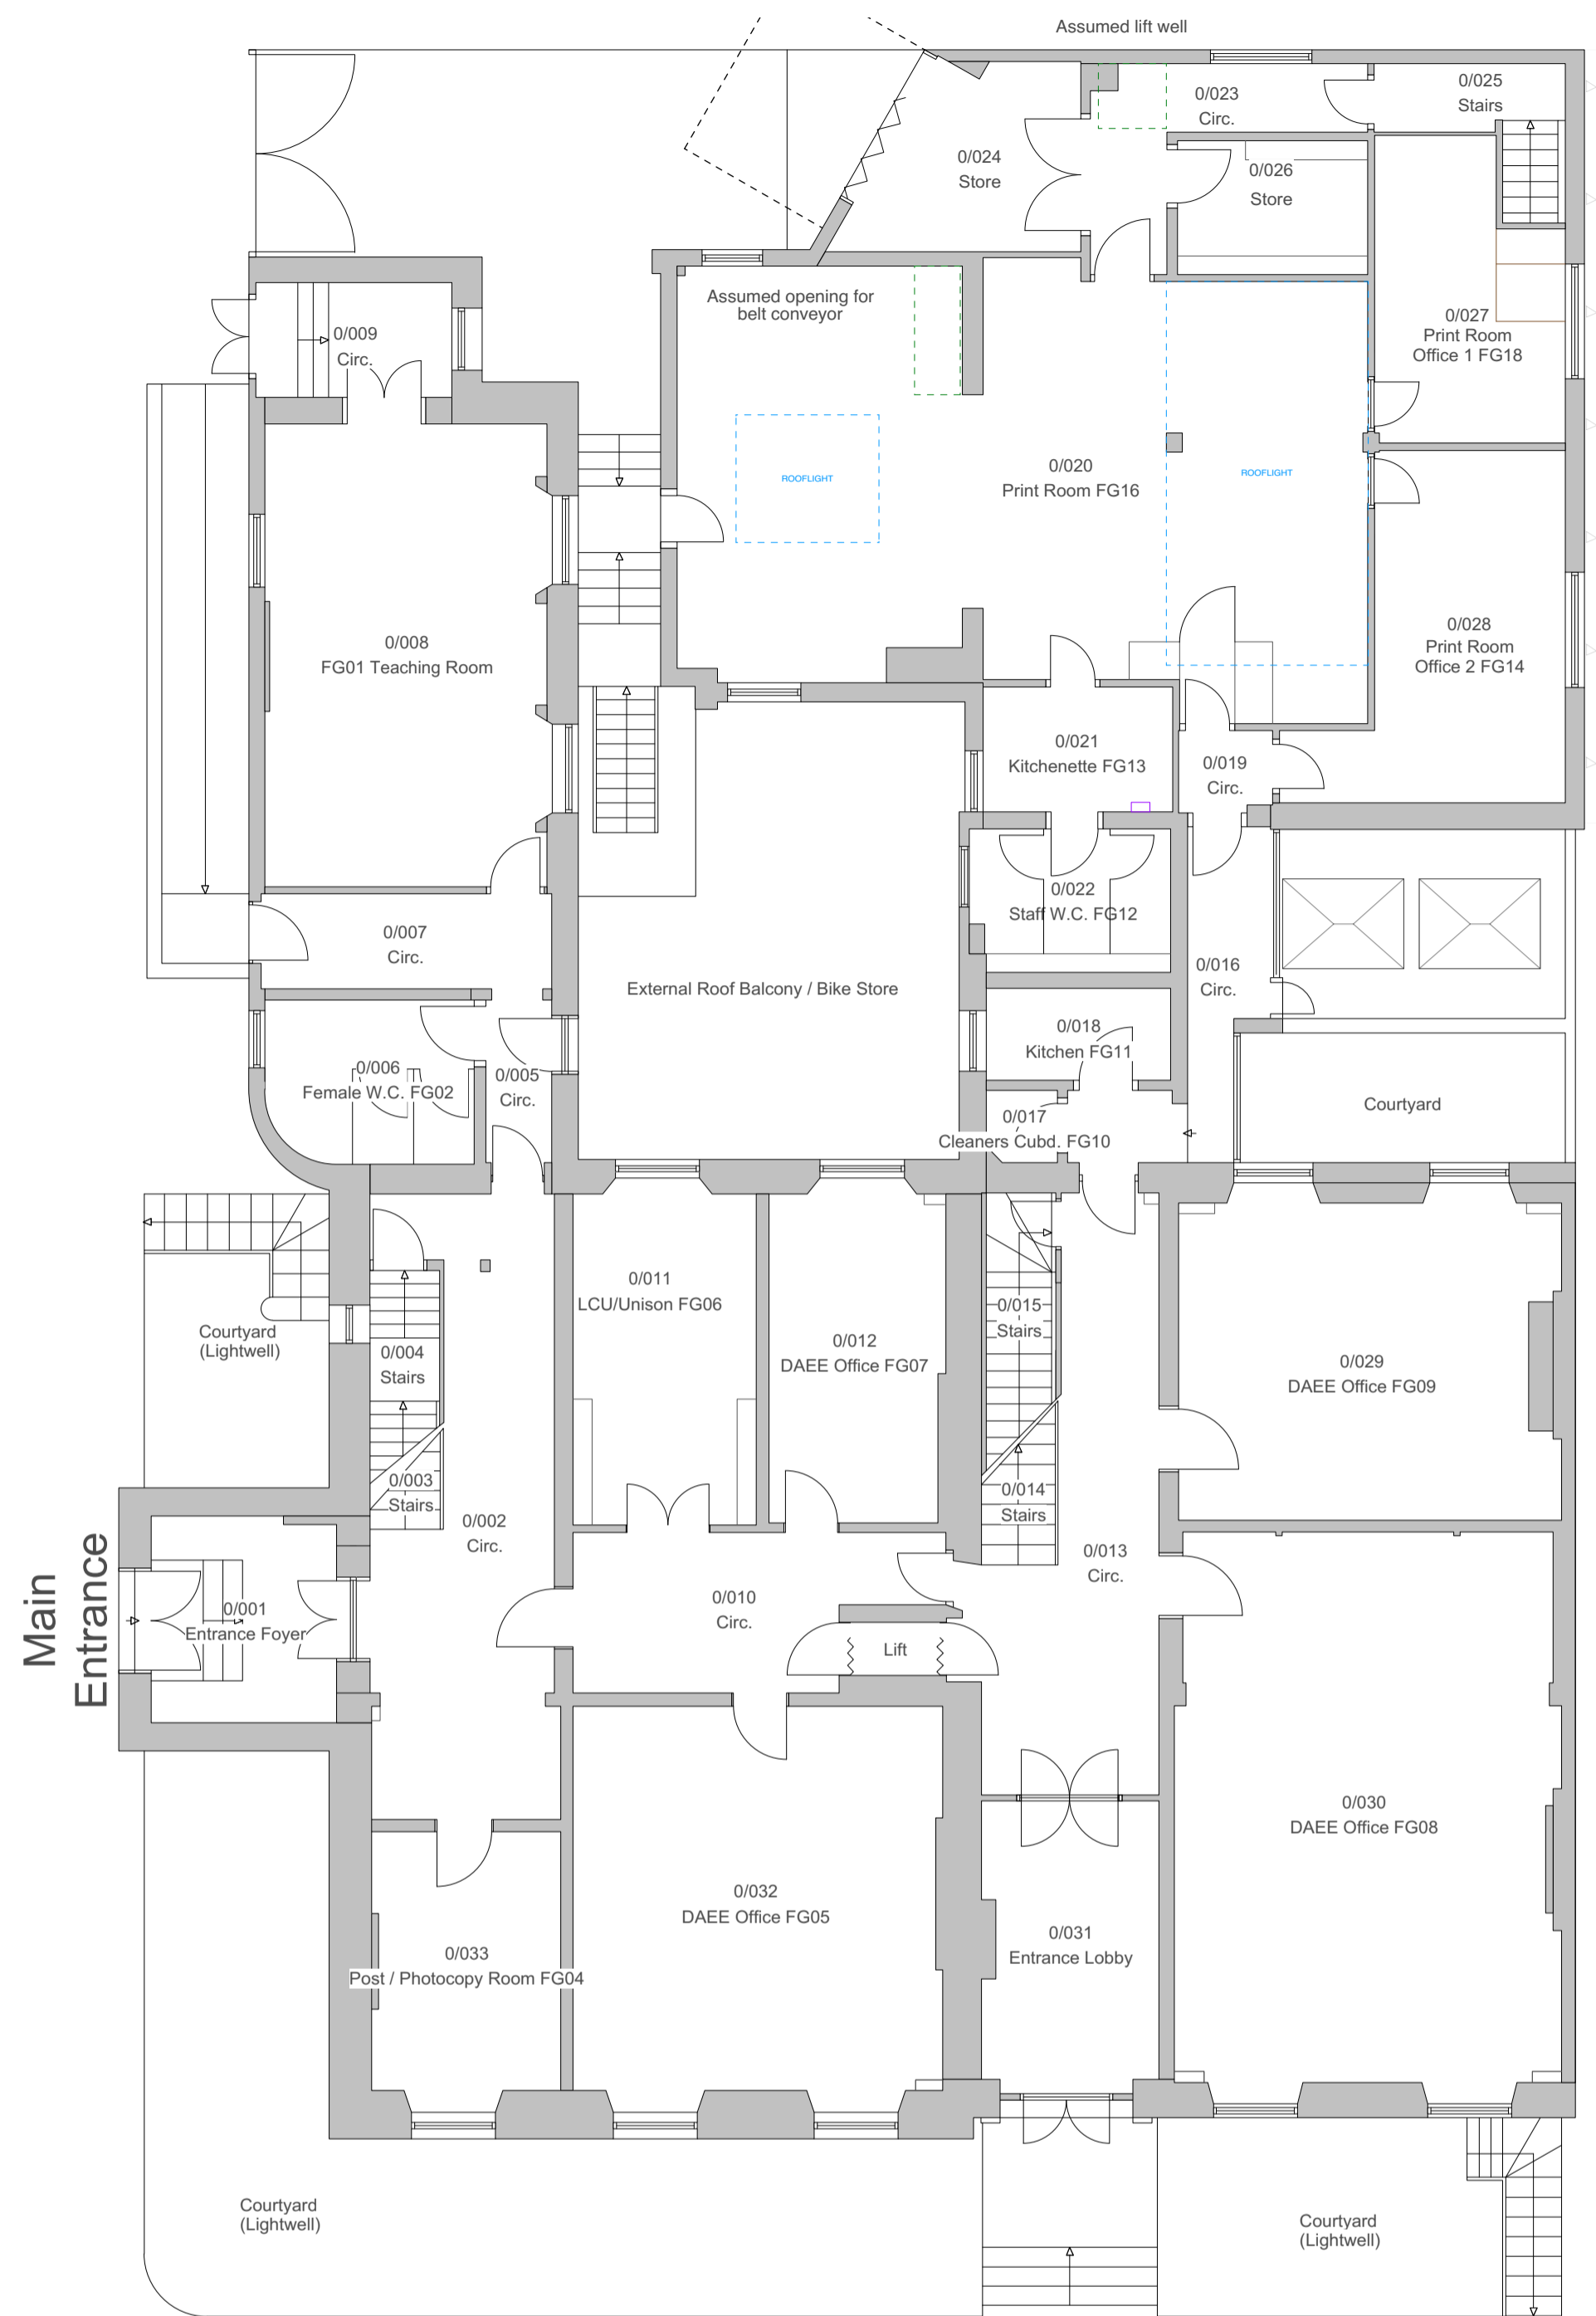 Assumed lift well
0/023
Circ.
0/025
Stairs
0/024
Store
0/026
Store
0/009
Circ.
Assumed opening for
belt conveyor
0/027
Print Room
Office 1 FG18
ROOFLIGHT
0/020
Print Room FG16
ROOFLIGHT
0/008
FG01 Teaching Room
0/028
Print Room
Office 2 FG14
0/021
Kitchenette FG13
0/019
Circ.
0/022
Staff W.C. FG12
0/007
Circ.
External Roof Balcony / Bike Store
0/016
Circ.
0/018
Kitchen FG11
0/006
Female W.C. FG02
0/005
Circ.
0/017
Cleaners Cubd. FG10
Courtyard
0/011
LCU/Unison FG06
0/015
Stairs
Courtyard
(Lightwell)
0/004
Stairs
0/012
DAEE Office FG07
0/029
DAEE Office FG09
0/003
Stairs
0/014
Stairs
0/002
Circ.
0/013
Circ.
Main
Entrance
0/001
Entrance Foyer
0/010
Circ.
Lift
0/030
DAEE Office FG08
0/032
DAEE Office FG05
0/031
Entrance Lobby
0/033
Post / Photocopy Room FG04
Courtyard
(Lightwell)
Courtyard
(Lightwell)